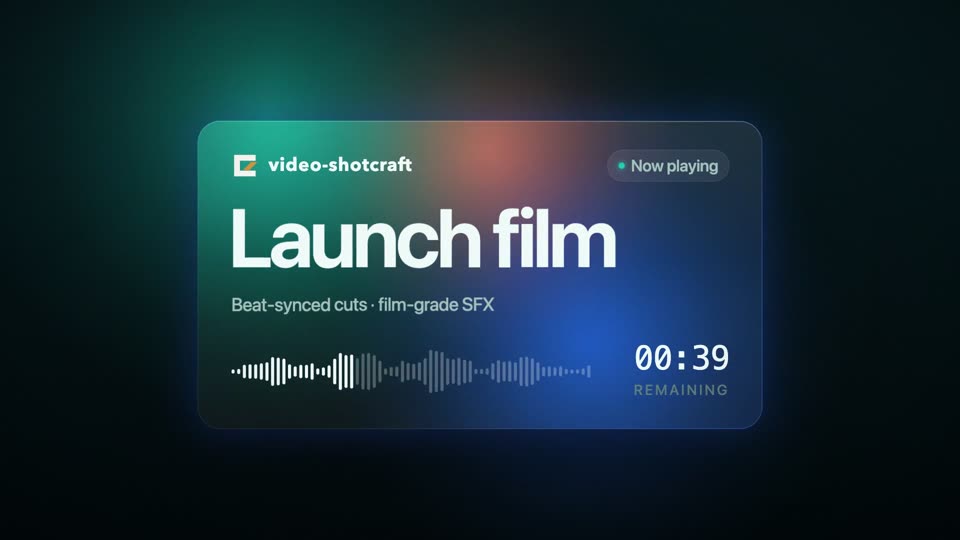 video-shotcraft
Now playing
Launch film
Beat-synced cuts · film-grade SFX
00:39
REMAINING